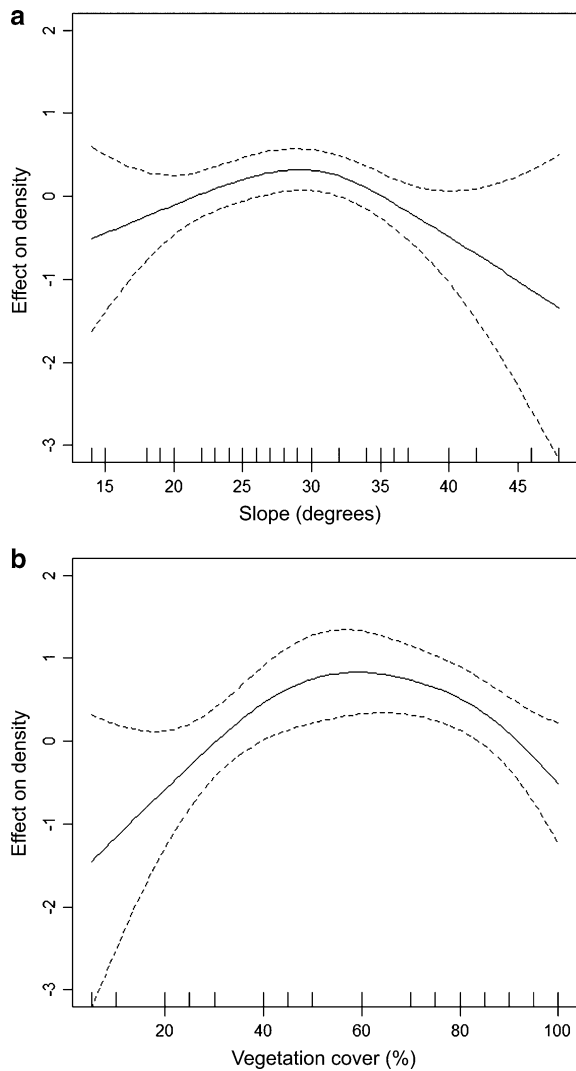 a
2
1
0
-1
-2
-3
Effect on density
15 20 25 30 35 40 45
Slope (degrees)
b
2
1
0
-1
-2
-3
Effect on density
20 40 60 80 100
Vegetation cover (%)